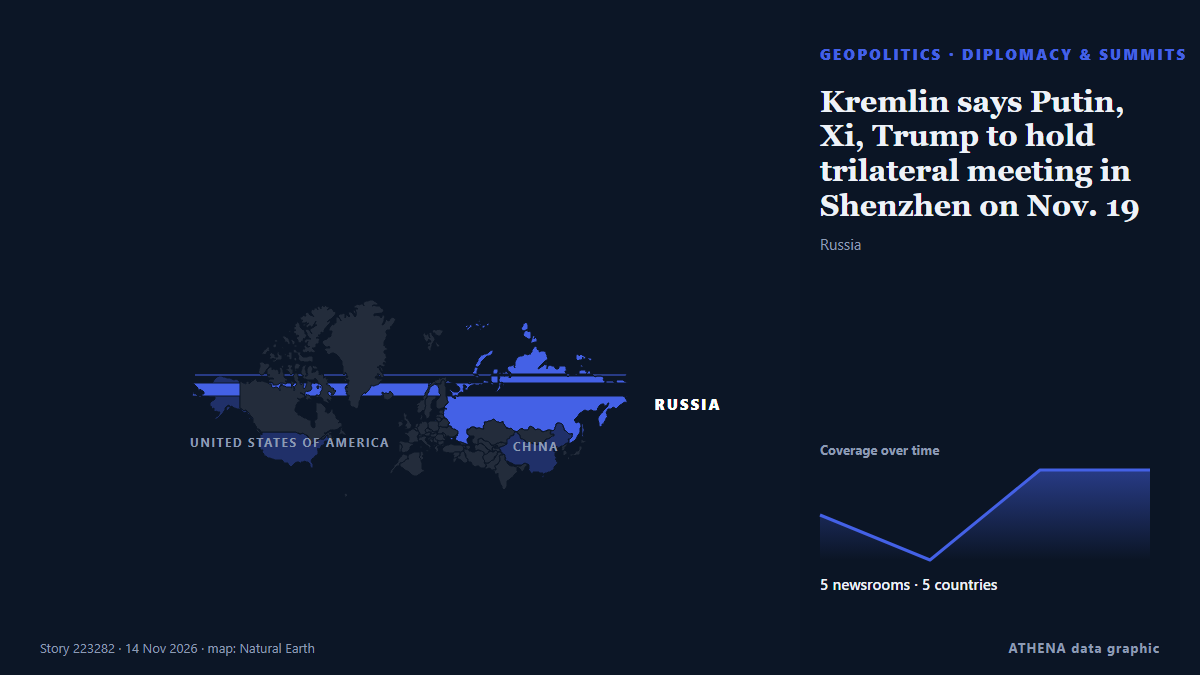 GEOPOLITICS · DIPLOMACY & SUMMITS
Kremlin says Putin,
Xi, Trump to hold
trilateral meeting in
Shenzhen on Nov. 19
Russia
RUSSIA
UNITED STATES OF AMERICA
CHINA
Coverage over time
5 newsrooms · 5 countries
Story 223282 · 14 Nov 2026 · map: Natural Earth
ATHENA data graphic